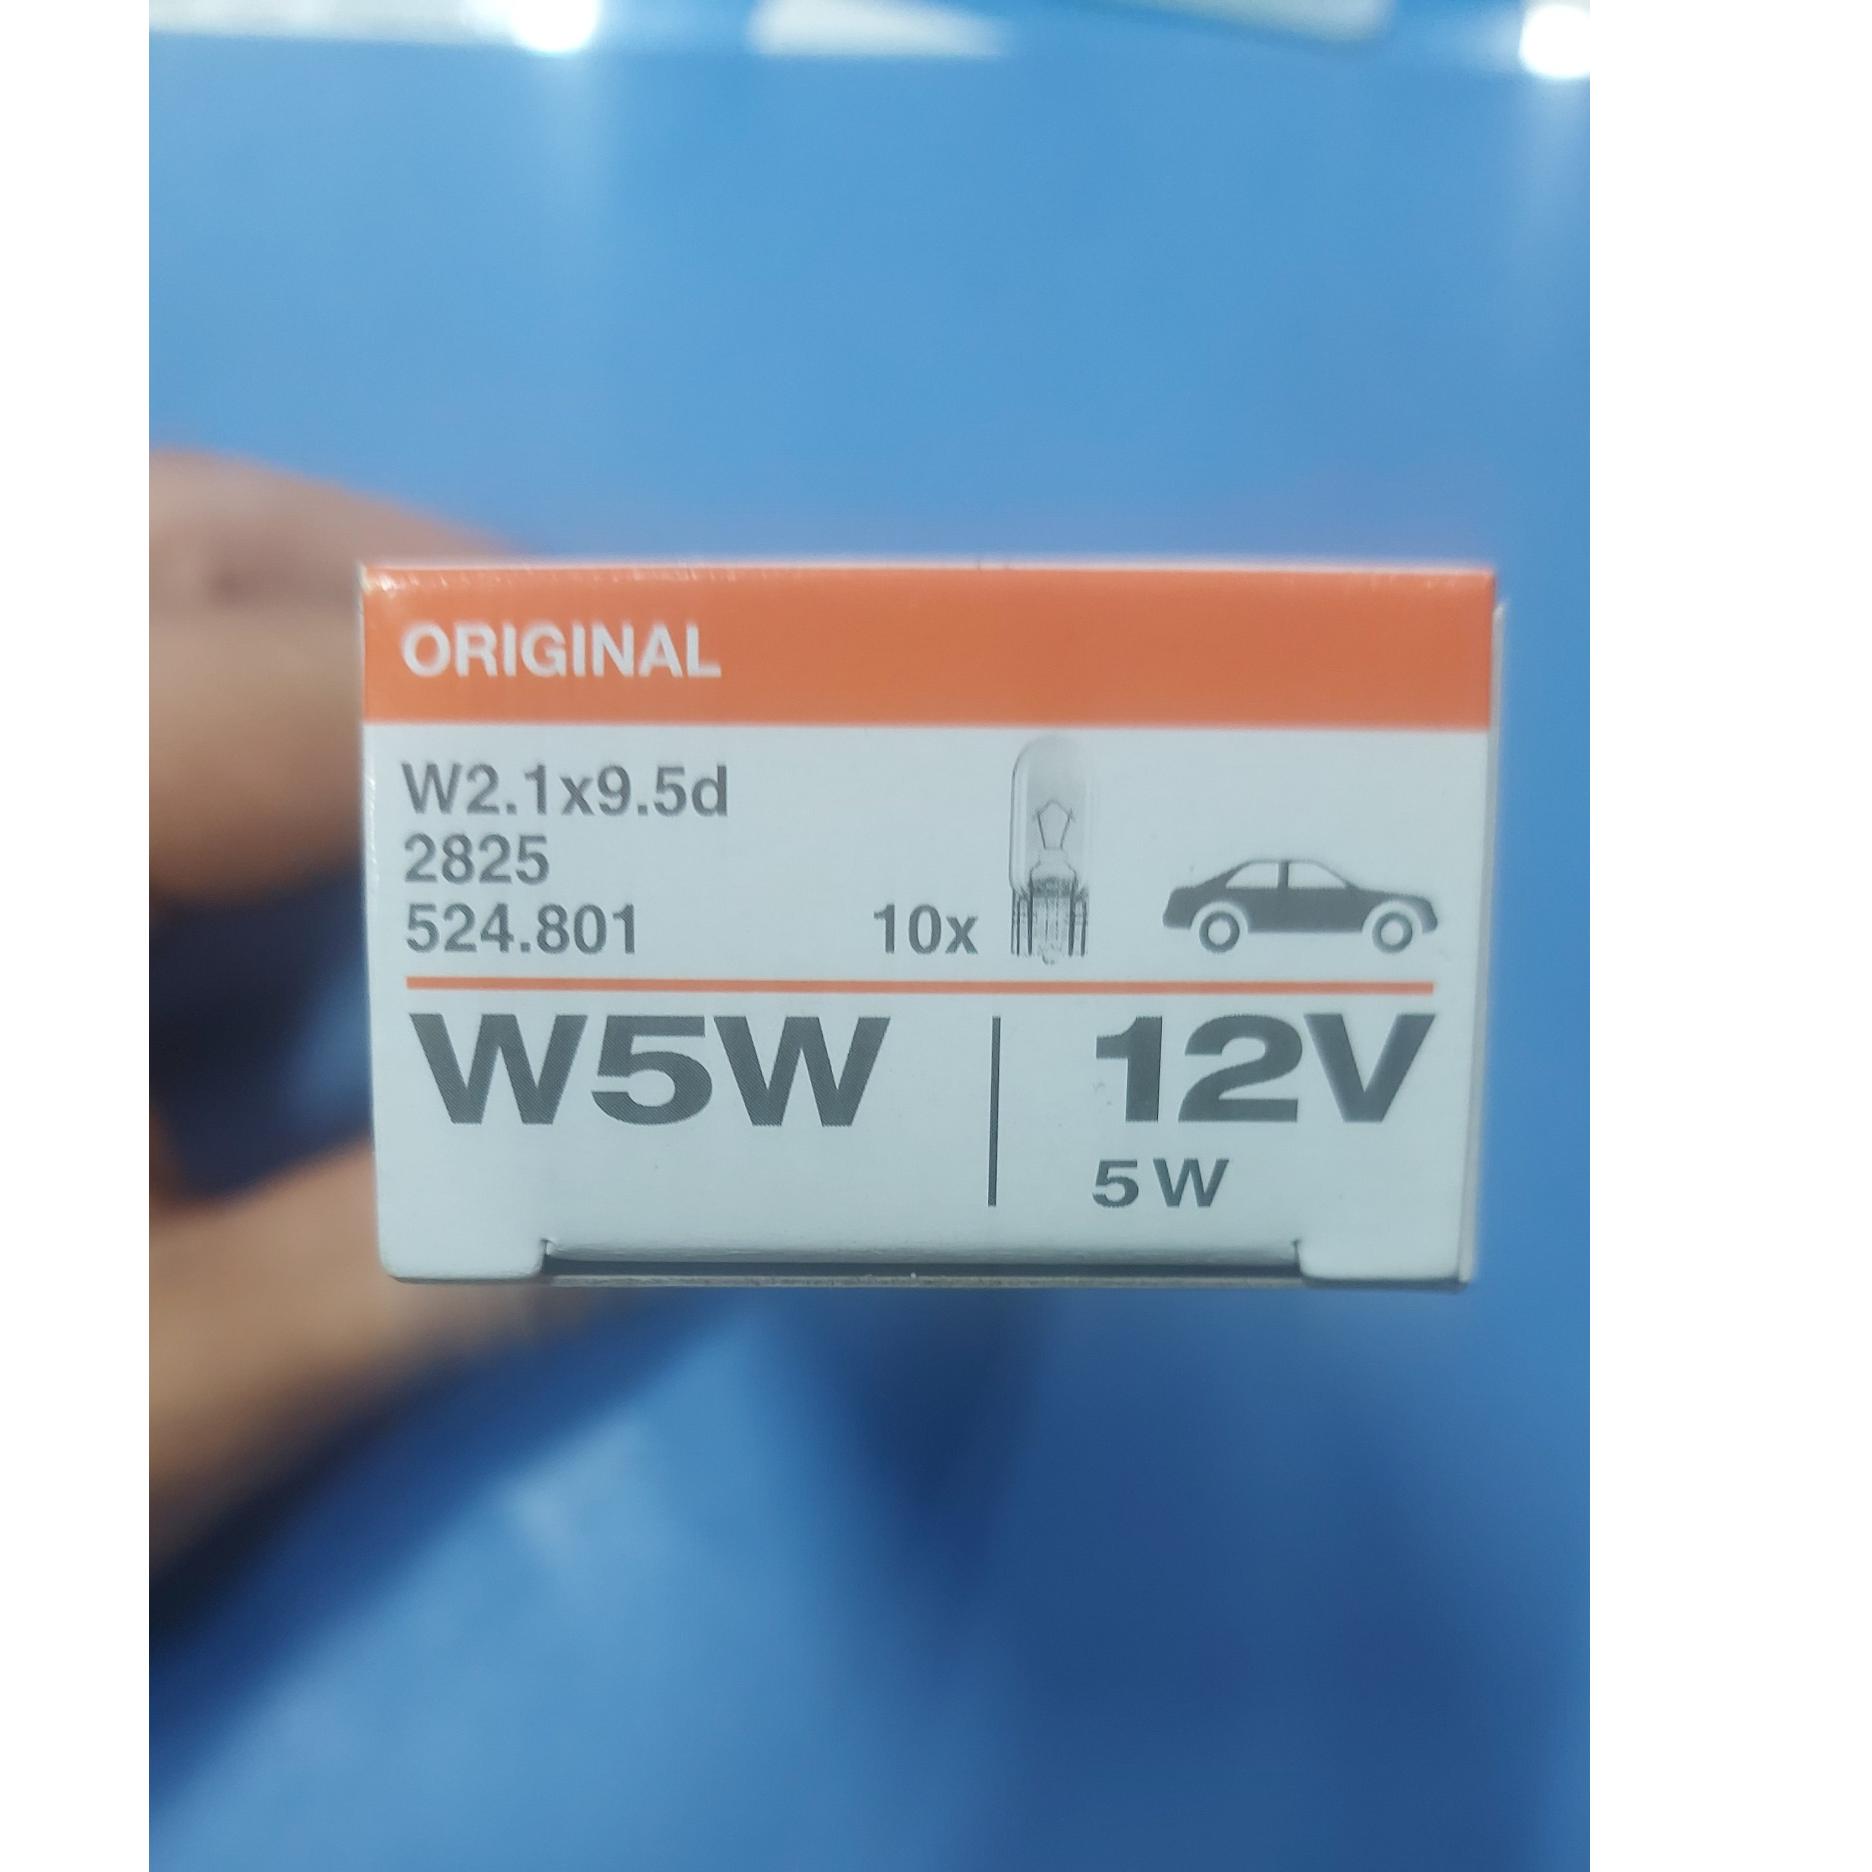 ORIGINAL
W2.1x9.5d
2825
524.801
10x
W5W
12V
5W